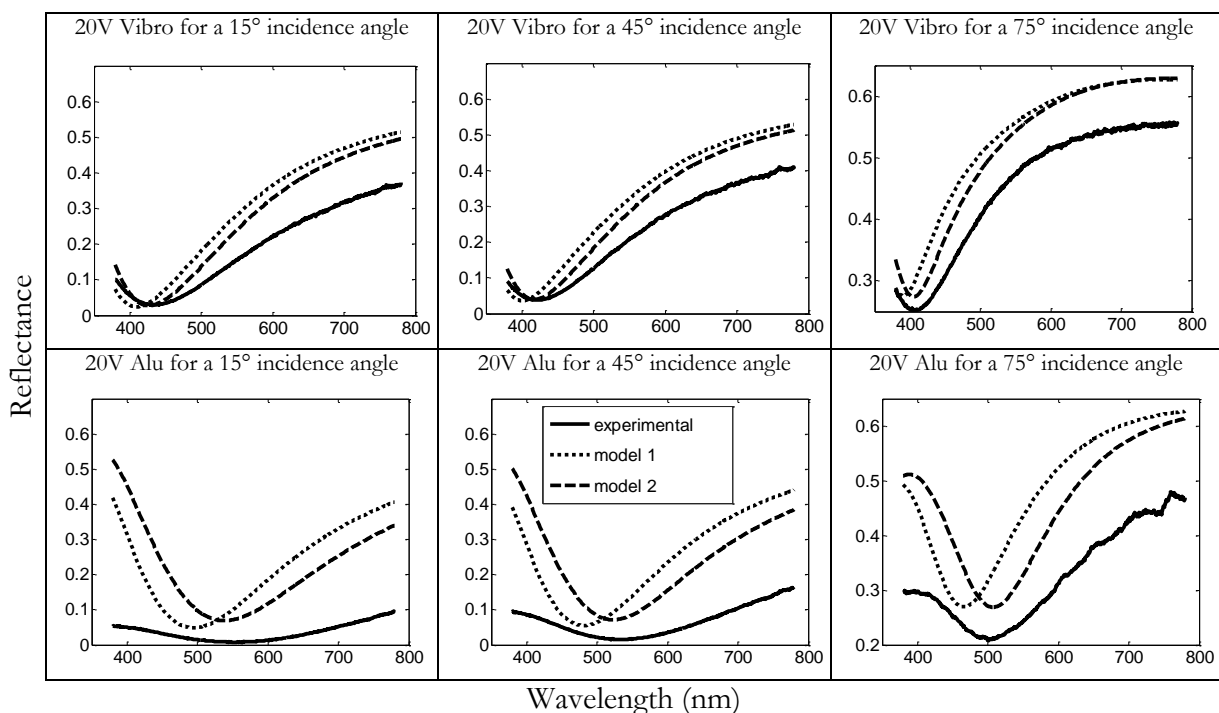 20V Vibro for a 15° incidence angle
20V Vibro for a 45° incidence angle
20V Vibro for a 75° incidence angle
0.6
0.5
0.4
0.3
0.2
0.1
0
400 500 600 700 800
0.6
0.5
0.4
0.3
0.2
0.1
0
400 500 600 700 800
0.6
0.5
0.4
0.3
400 500 600 700 800
Reflectance
20V Alu for a 15° incidence angle
20V Alu for a 45° incidence angle
20V Alu for a 75° incidence angle
0.6
0.5
0.4
0.3
0.2
0.1
0
400 500 600 700 800
0.6
0.5
0.4
0.3
0.2
0.1
0
experimental
model 1
model 2
400 500 600 700 800
0.6
0.5
0.4
0.3
0.2
400 500 600 700 800
Wavelength (nm)